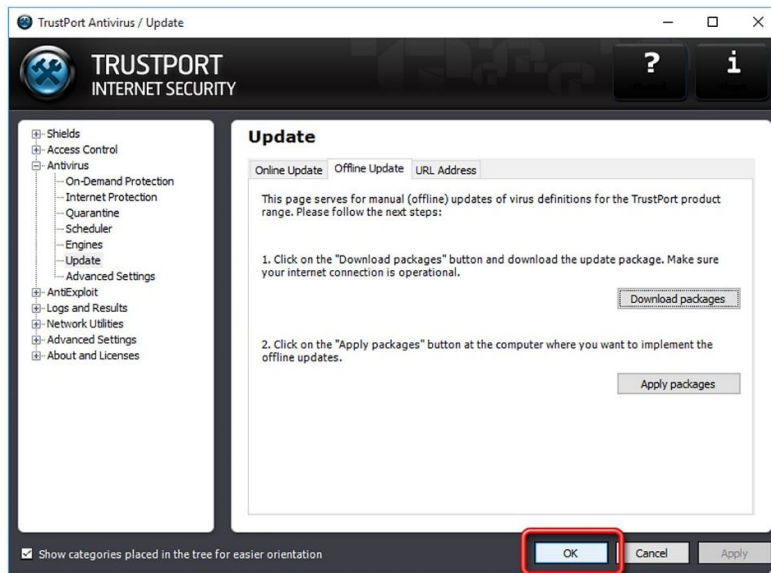 TrustPort Antivirus / Update
TRUSTPORT
INTERNET SECURITY
?
i
Shields
Access Control
Antivirus
On-Demand Protection
Internet Protection
Quarantine
Scheduler
Engines
Update
Advanced Settings
AntiExploit
Logs and Results
Network Utilities
Advanced Settings
About and Licenses
Update
Online Update Offline Update URL Address
This page serves for manual (offline) updates of virus definitions for the TrustPort product
range. Please follow the next steps:
1. Click on the "Download packages" button and download the update package. Make sure
your internet connection is operational.
Download packages
2. Click on the "Apply packages" button at the computer where you want to implement the
offline updates.
Apply packages
Show categories placed in the tree for easier orientation
OK Cancel Apply